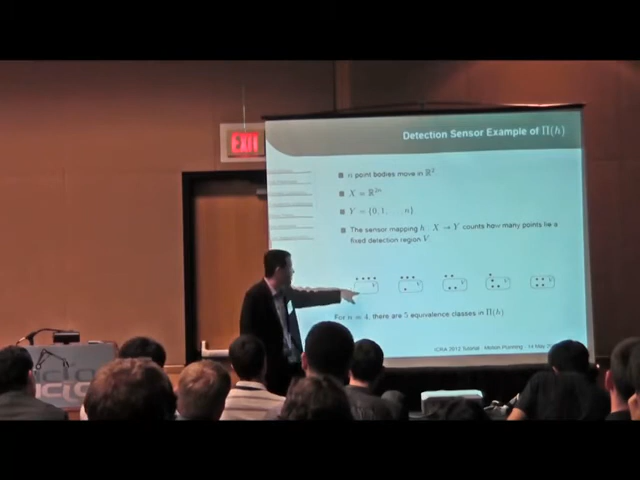 EXIT
Detection Sensor Example of Π(h)
n point bodies move in ℝ²
X = ℝ²ⁿ
Y = {0, 1, . . . , n}
The sensor mapping h : X → Y counts how many points lie a
fixed detection region V.
For n = 4, there are 5 equivalence classes in Π(h)
ICRA 2012 Tutorial - Motion Planning - 14 May